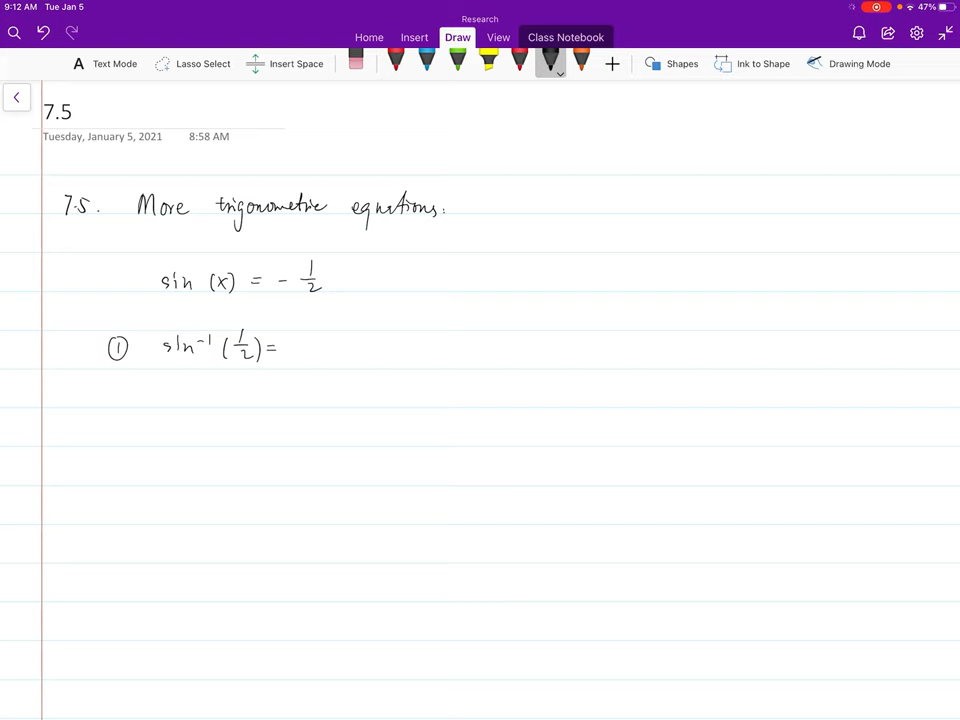 9:12 AM Tue Jan 5
47%
Research
Home Insert Draw View Class Notebook
A Text Mode Lasso Select Insert Space Shapes Ink to Shape Drawing Mode
7.5
Tuesday, January 5, 2021 8:58 AM
7.5. More trigonometric equations:
sin (x) = - 1/2
① sin⁻¹ (1/2) =